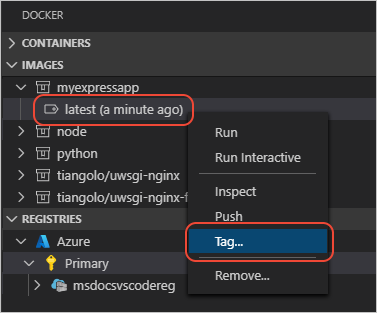 DOCKER
CONTAINERS
IMAGES
myexpressapp
latest (a minute ago)
node
python
tiangolo/uwsgi-nginx
tiangolo/uwsgi-nginx-f
Run
Run Interactive
Inspect
Push
Tag...
Remove...
REGISTRIES
Azure
Primary
msdocsvscodereg